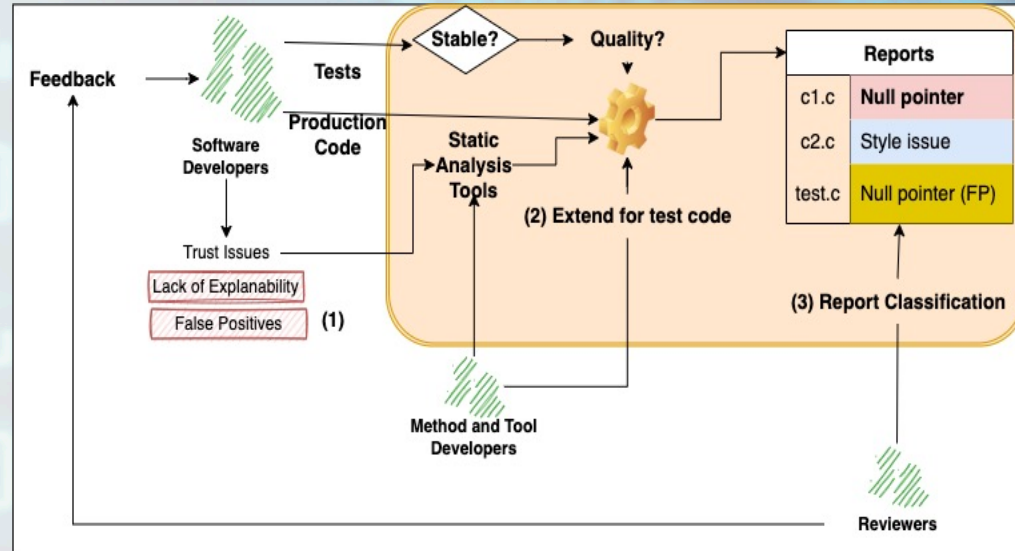 Feedback
Software
Developers
Tests
Production
Code
Stable?
Quality?
Static
Analysis
Tools
(2) Extend for test code
Trust Issues
Lack of Explanability
False Positives
(1)
Method and Tool
Developers
Reports
c1.c Null pointer
c2.c Style issue
test.c Null pointer (FP)
(3) Report Classification
Reviewers